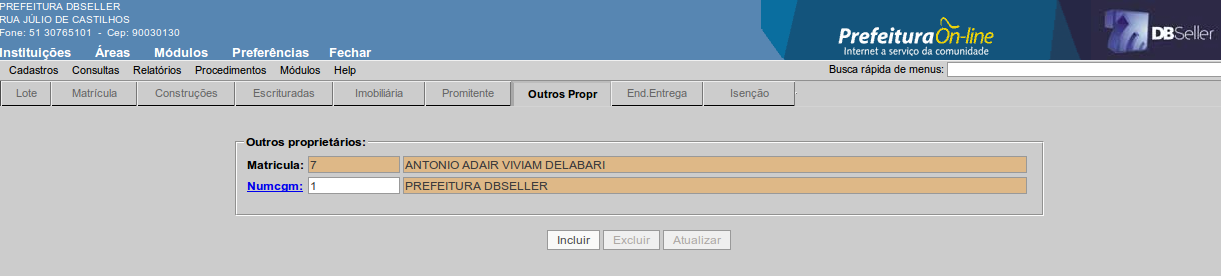 PREFEITURA DBSELLER
RUA JÚLIO DE CASTILHOS
Fone: 51 30765101 - Cep: 90030130
PrefeituraOn-line
Internet a serviço da comunidade
DBSeller
Instituições Áreas Módulos Preferências Fechar
Cadastros Consultas Relatórios Procedimentos Módulos Help Busca rápida de menus:
Lote Matrícula Construções Escrituradas Imobiliária Promitente Outros Propr End.Entrega Isenção
Outros proprietários:
Matricula: 7 ANTONIO ADAIR VIVIAM DELABARI
Numcgm: 1 PREFEITURA DBSELLER
Incluir Excluir Atualizar